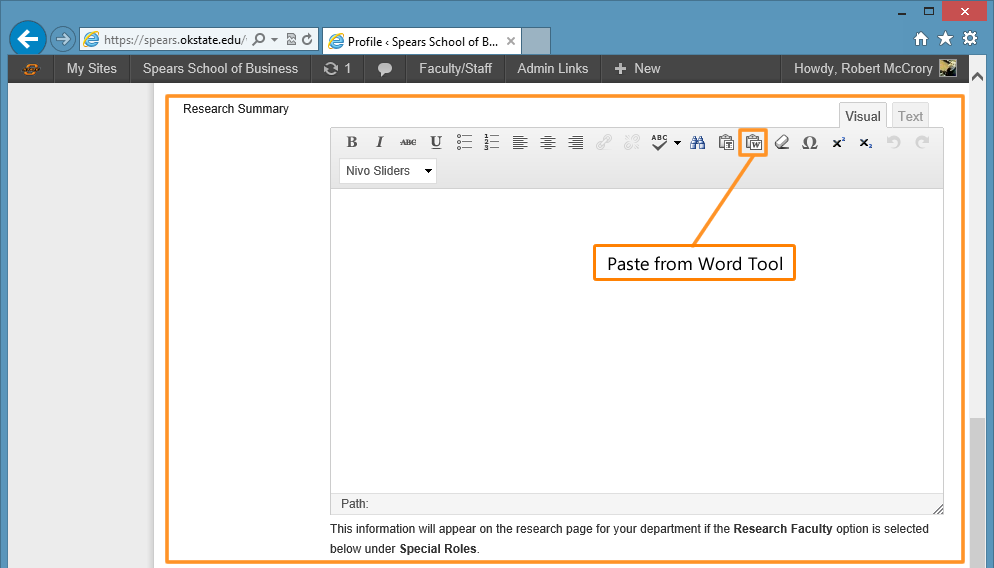 https://spears.okstate.edu/
Profile ‹ Spears School of B...
My Sites
Spears School of Business
1
Faculty/Staff
Admin Links
New
Howdy, Robert McCrory
Research Summary
Visual
Text
B
I
ABC
U
ABC
T
W
Ω
x²
x₂
Nivo Sliders
Paste from Word Tool
Path:
This information will appear on the research page for your department if the Research Faculty option is selected
below under Special Roles.